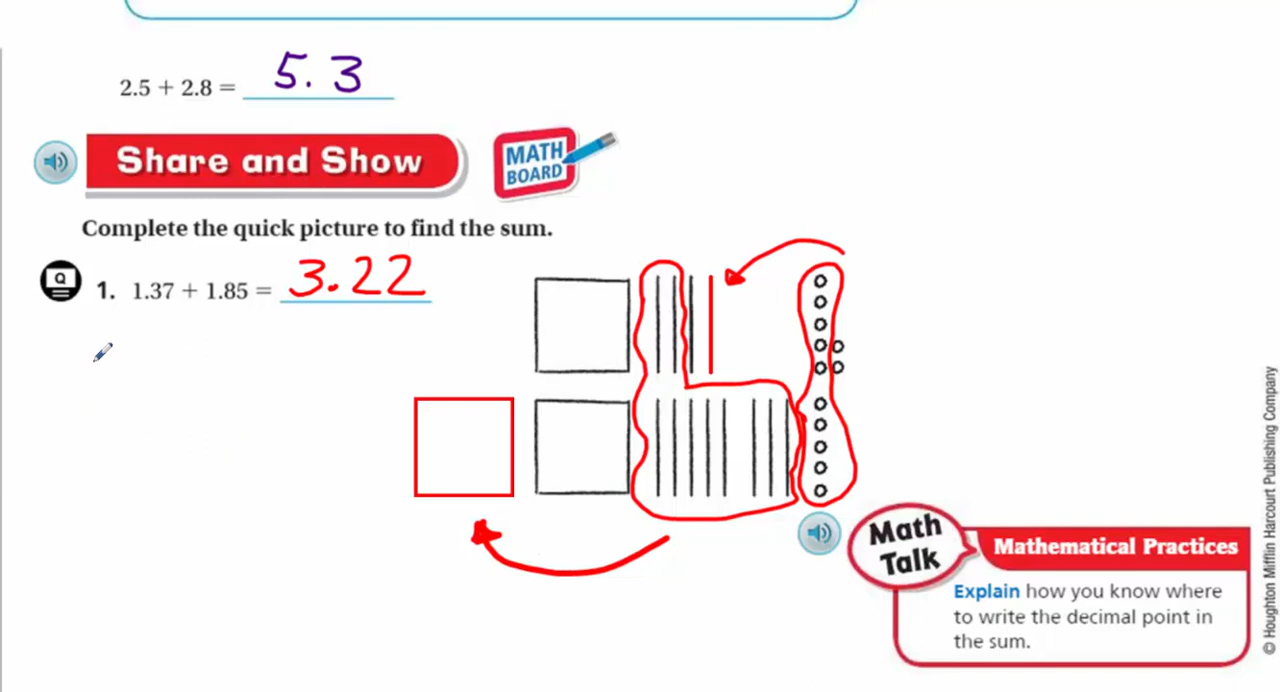 2.5 + 2.8 = 5.3
Share and Show
MATH
BOARD
Complete the quick picture to find the sum.
Q
1. 1.37 + 1.85 = 3.22
Math
Talk
Mathematical Practices
Explain how you know where
to write the decimal point in
the sum.
© Houghton Mifflin Harcourt Publishing Company